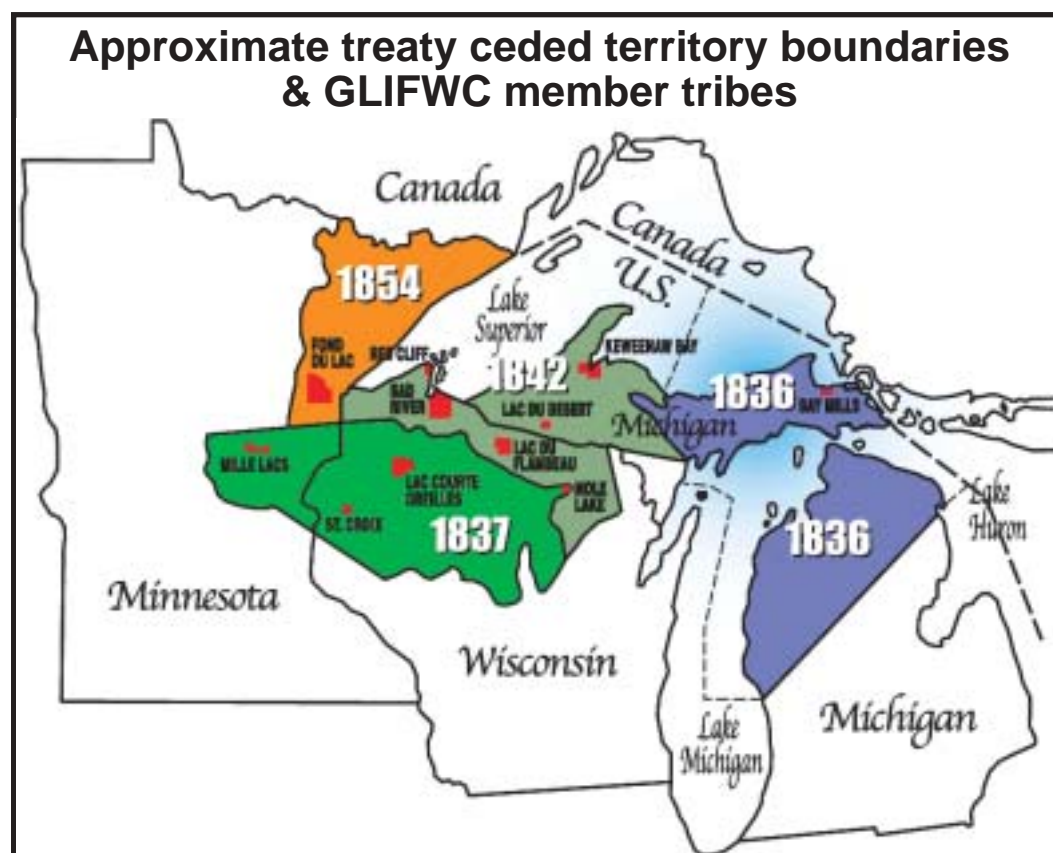 Approximate treaty ceded territory boundaries
& GLIFWC member tribes
Canada
Canada
U.S.
1854
Lake
Superior
FOND
DU LAC
RED CLIFF
KEWEENAW BAY
1842
1836
BAD
RIVER
LAC DU DESERT
BAY MILLS
Michigan
MILLE LACS
LAC DU
FLAMBEAU
LAC COURTE
OREILLES
MOLE
LAKE
Lake
Huron
ST. CROIX
1837
1836
Minnesota
Wisconsin
Michigan
Lake
Michigan